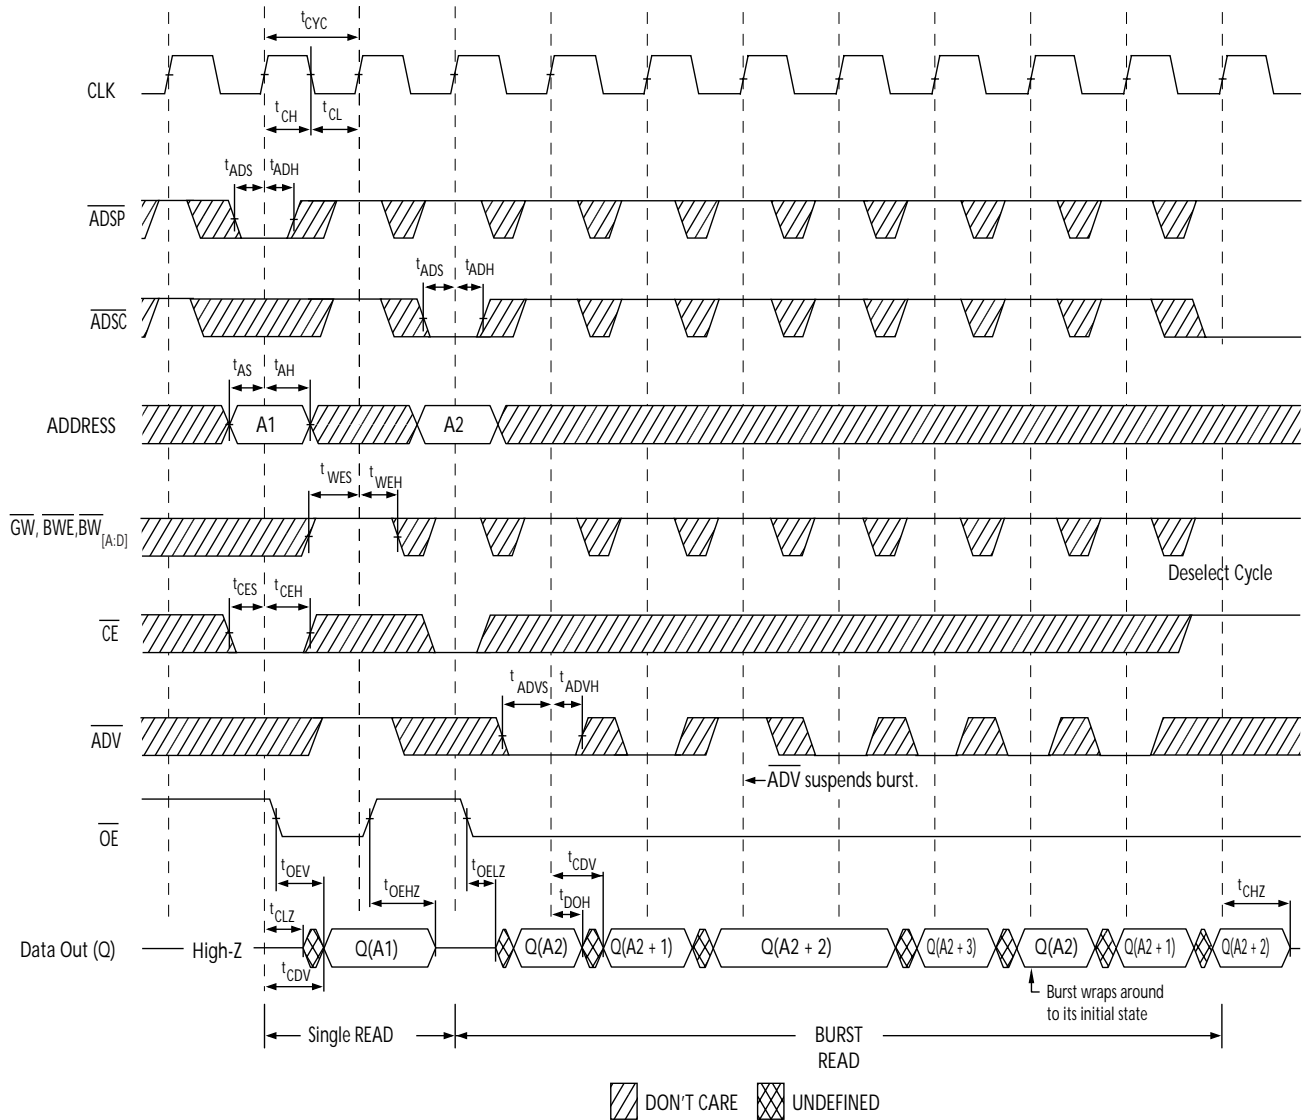 tCYC
CLK
tCH
tCL
tADS
tADH
ADSP
tADS
tADH
ADSC
tAS
tAH
ADDRESS
A1
A2
tWES
tWEH
GW, BWE,BW[A:D]
Deselect Cycle
tCES
tCEH
CE
tADVS
tADVH
ADV
ADV suspends burst.
OE
tOEV
tOEHZ
tOELZ
tCDV
tCLZ
tDOH
tCHZ
Data Out (Q)
High-Z
Q(A1)
Q(A2)
Q(A2 + 1)
Q(A2 + 2)
Q(A2 + 3)
Q(A2)
Q(A2 + 1)
Q(A2 + 2)
tCDV
Burst wraps around
to its initial state
Single READ
BURST
READ
DON'T CARE
UNDEFINED